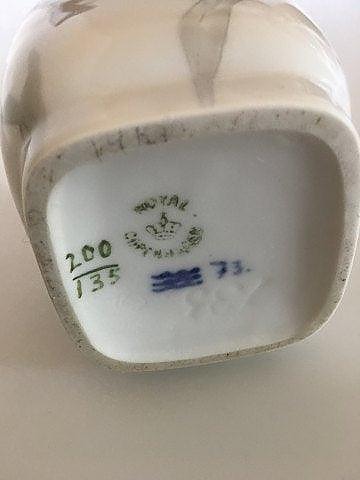 ROYAL
COPENHAGEN
200
135
73.